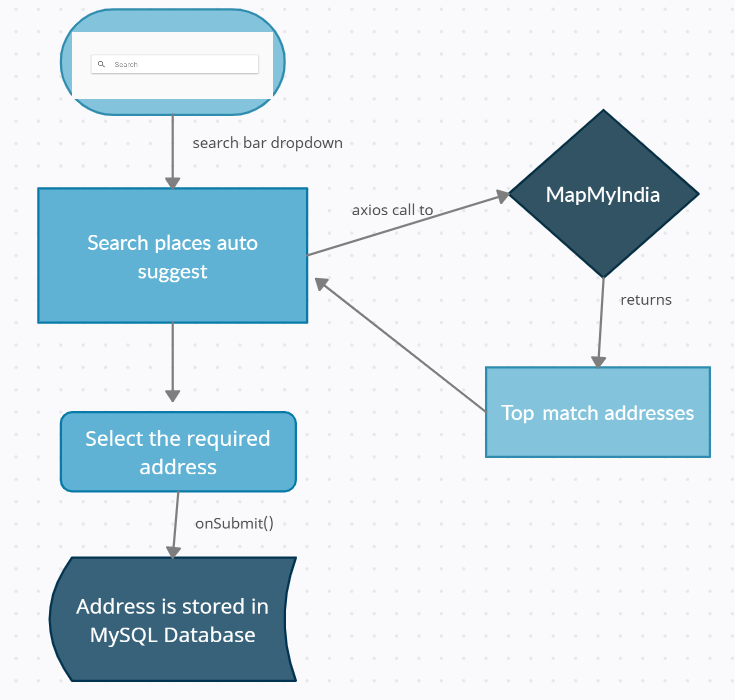 Search
search bar dropdown
Search places auto
suggest
axios call to
MapMyIndia
returns
Top match addresses
Select the required
address
onSubmit()
Address is stored in
MySQL Database